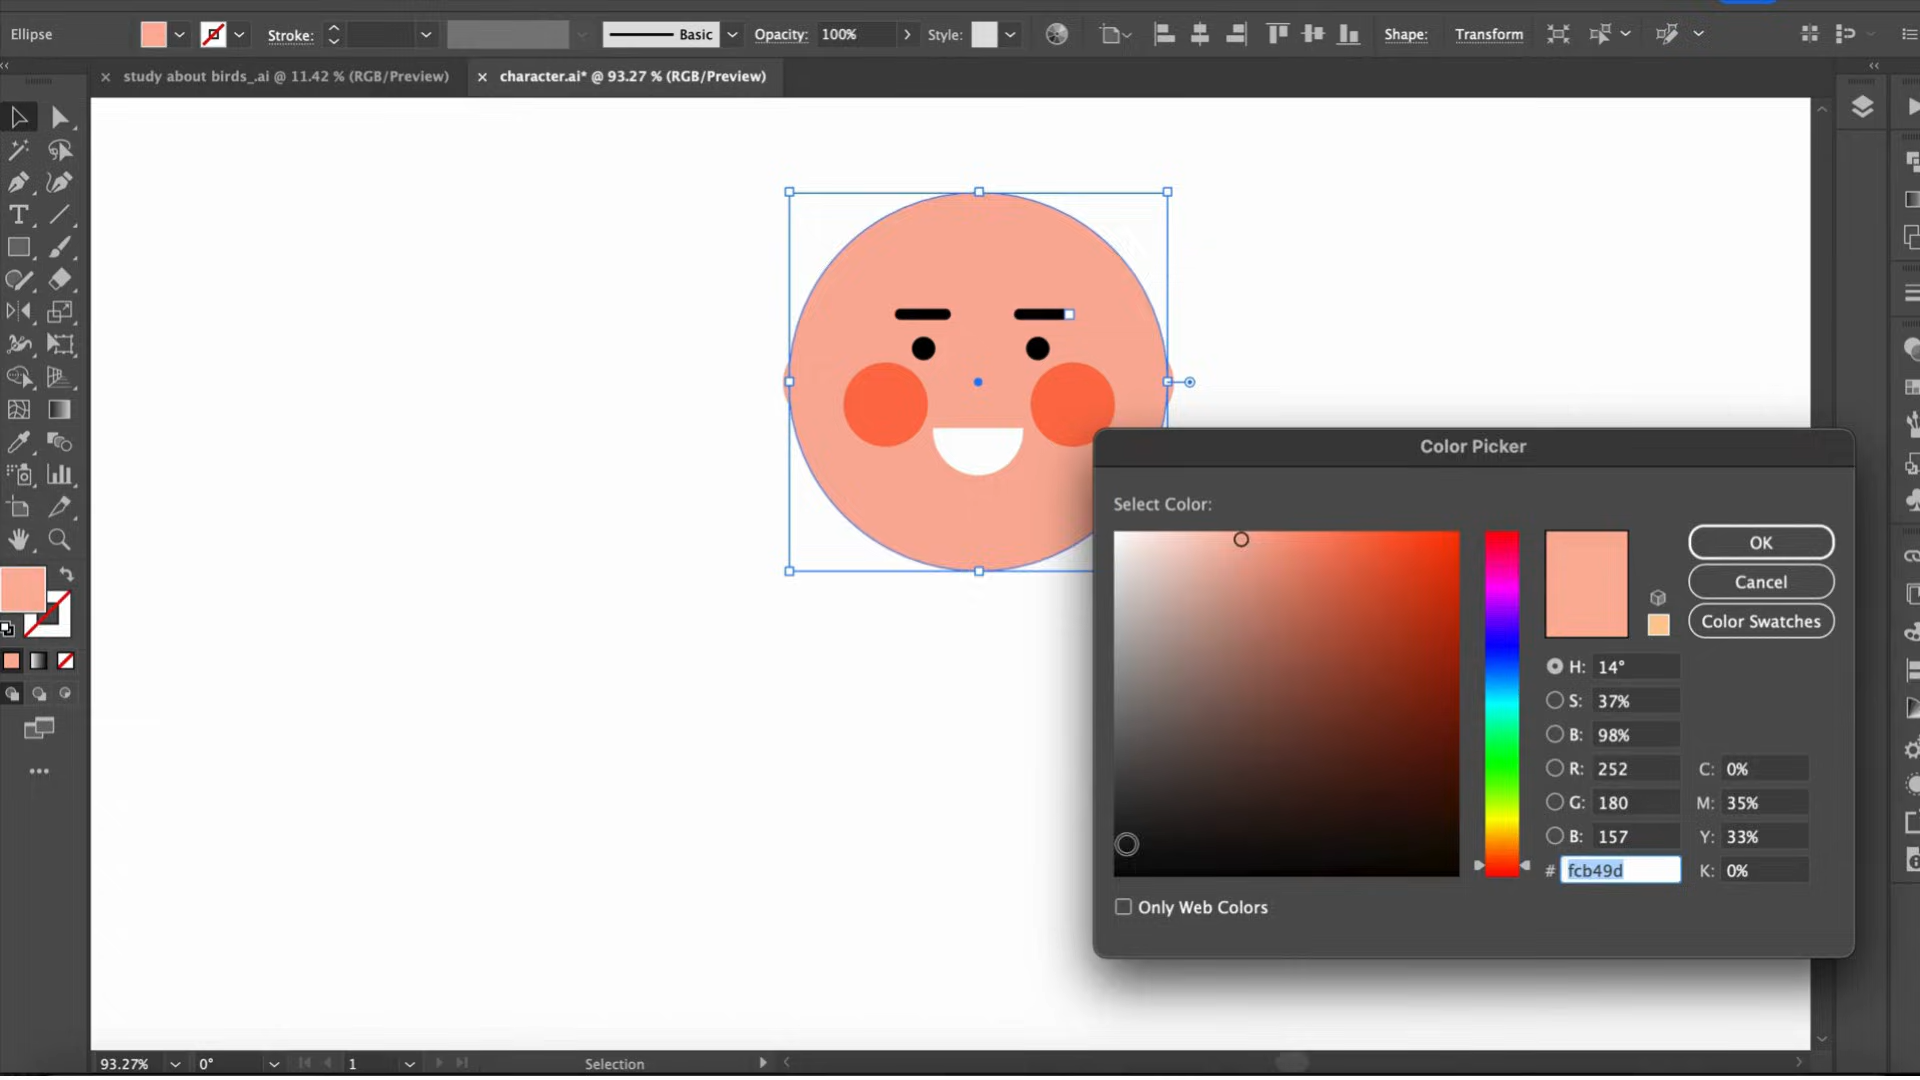 Ellipse Stroke: Basic Opacity: 100% Style: Shape: Transform
study about birds_.ai @ 11.42 % (RGB/Preview) character.ai* @ 93.27 % (RGB/Preview)
Color Picker
Select Color:
OK
Cancel
Color Swatches
H: 14°
S: 37%
B: 98%
R: 252 C: 0%
G: 180 M: 35%
B: 157 Y: 33%
# fcb49d K: 0%
Only Web Colors
93.27% 0° 1 Selection